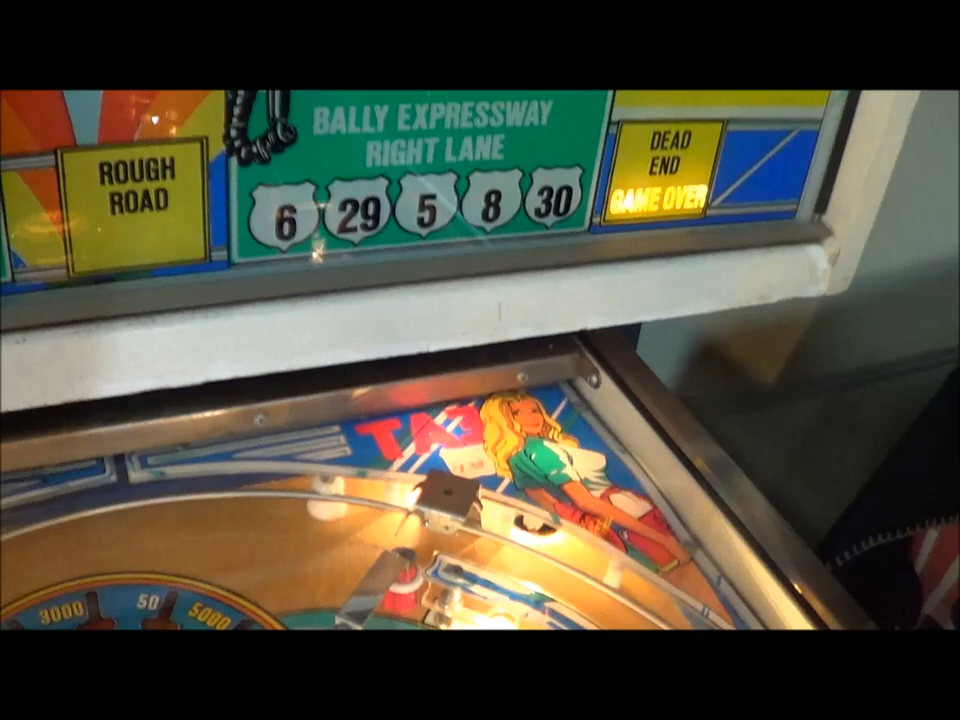 BALLY EXPRESSWAY
RIGHT LANE
ROUGH
ROAD
6 29 5 8 30
DEAD
END
GAME OVER
3000 50 5000